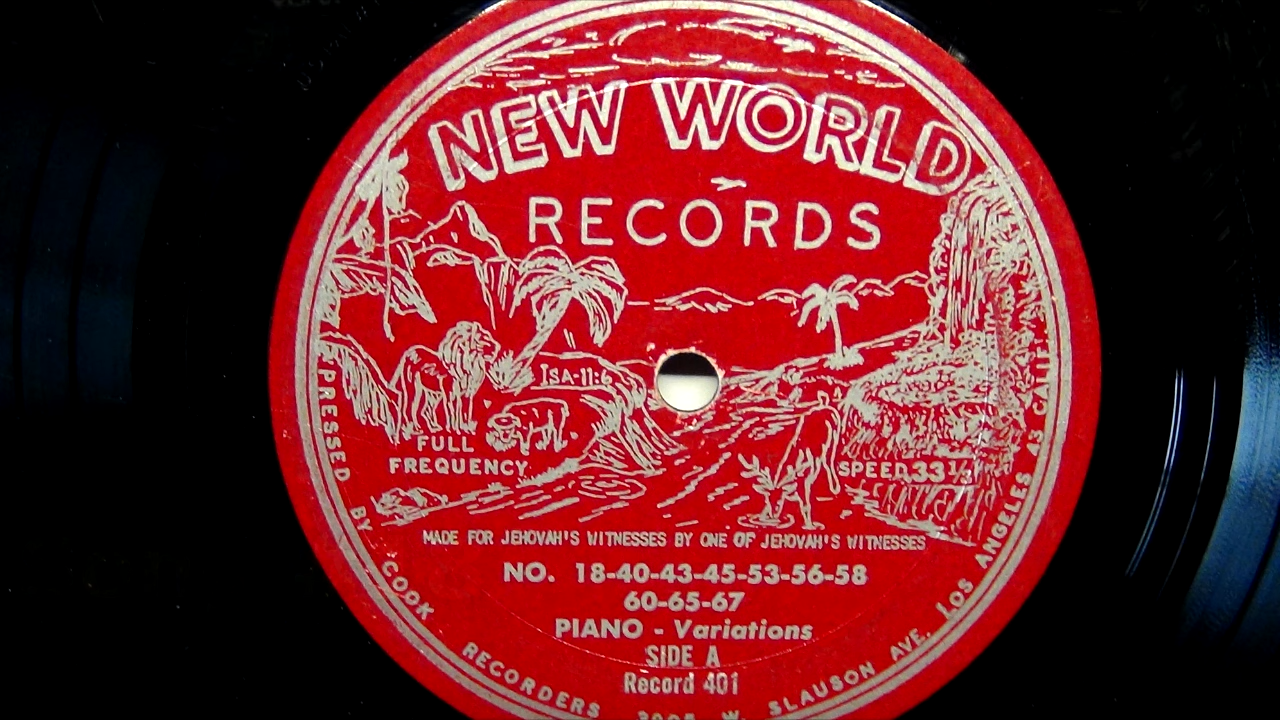 NEW WORLD
RECORDS
ISA-11:6
FULL
FREQUENCY
SPEED 33⅓
MADE FOR JEHOVAH'S WITNESSES BY ONE OF JEHOVAH'S WITNESSES
NO. 18-40-43-45-53-56-58
60-65-67
PIANO - Variations
SIDE A
Record 401
PRESSED BY COOK RECORDERS W. SLAUSON AVE. LOS ANGELES 43 CALIF.